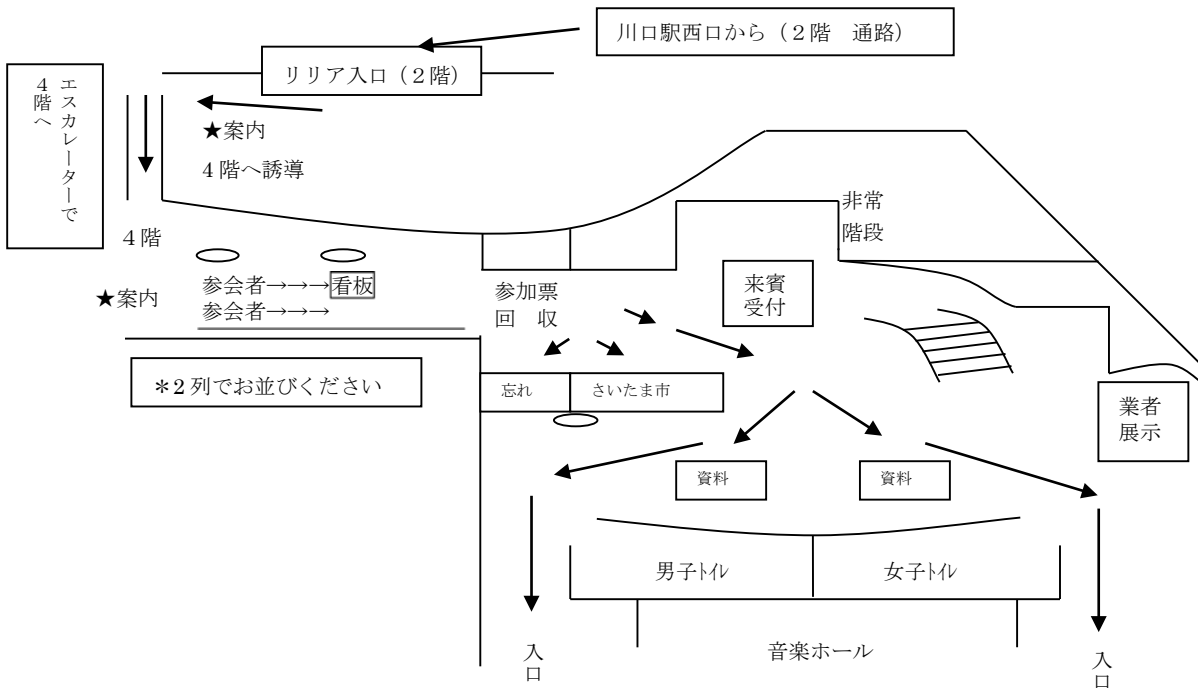 川口駅西口から（２階　通路）
リリア入口（２階）
エスカレーターで
４階へ
★案内
４階へ誘導
４階
★案内
参会者→→→看板
参会者→→→
＊2列でお並びください
参加票
回　収
忘れ
さいたま市
来賓
受付
非常
階段
業者
展示
資料
資料
男子ﾄｲﾚ
女子ﾄｲﾚ
音楽ホール
入口
入口